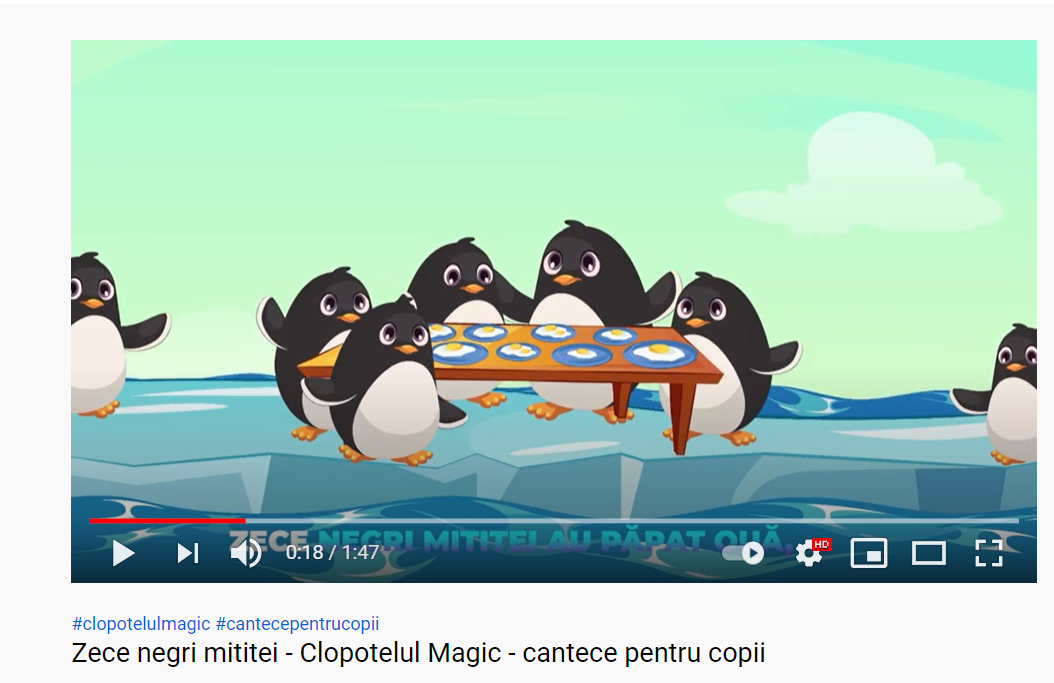 ZECE NEGRI MITITEI AU PĂPAT OUĂ,
0:18 / 1:47
HD
#clopotelulmagic #cantecepentrucopii
Zece negri mititei - Clopotelul Magic - cantece pentru copii